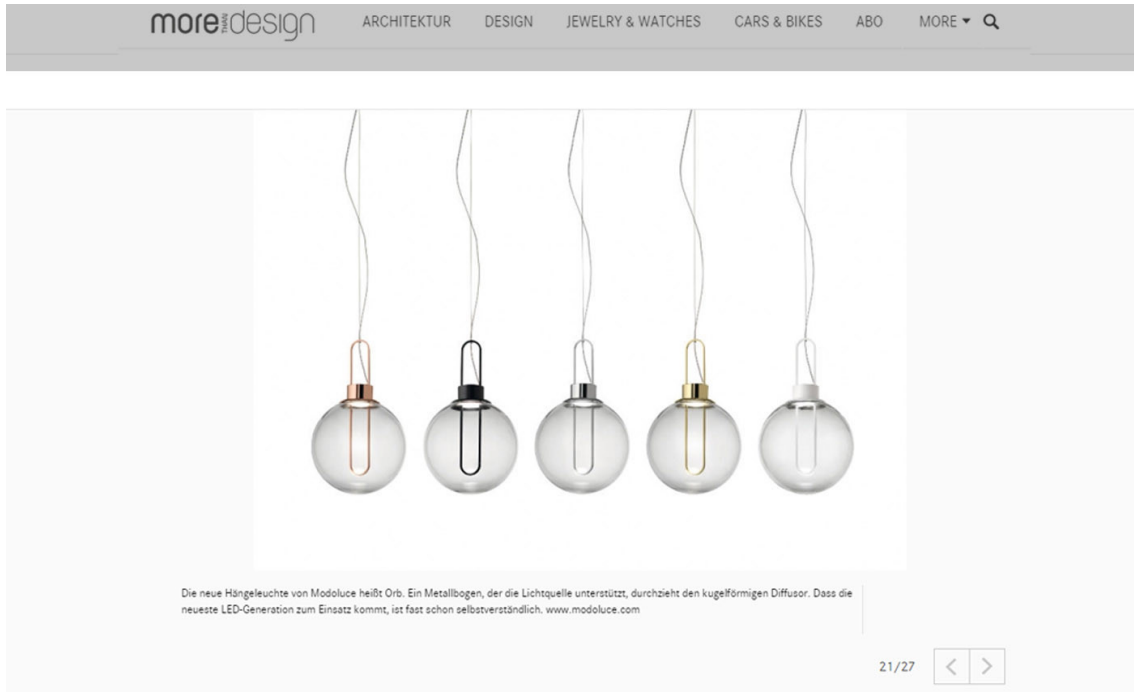 more THAN design ARCHITEKTUR DESIGN JEWELRY & WATCHES CARS & BIKES ABO MORE
Die neue Hängeleuchte von Modoluce heißt Orb. Ein Metallbogen, der die Lichtquelle unterstützt, durchzieht den kugelförmigen Diffusor. Dass die
neueste LED-Generation zum Einsatz kommt, ist fast schon selbstverständlich. www.modoluce.com
21/27